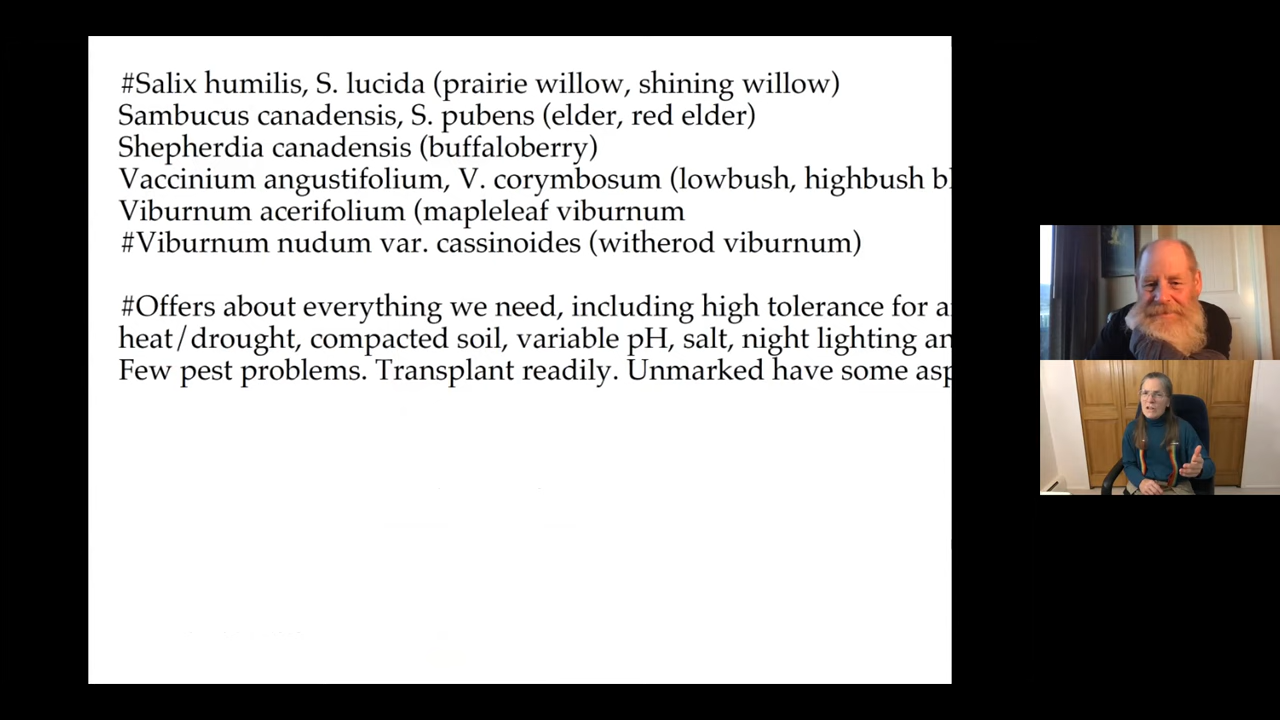 #Salix humilis, S. lucida (prairie willow, shining willow)
Sambucus canadensis, S. pubens (elder, red elder)
Shepherdia canadensis (buffaloberry)
Vaccinium angustifolium, V. corymbosum (lowbush, highbush
Viburnum acerifolium (mapleleaf viburnum
#Viburnum nudum var. cassinoides (witherod viburnum)
#Offers about everything we need, including high tolerance for
heat/drought, compacted soil, variable pH, salt, night lighting
Few pest problems. Transplant readily. Unmarked have some